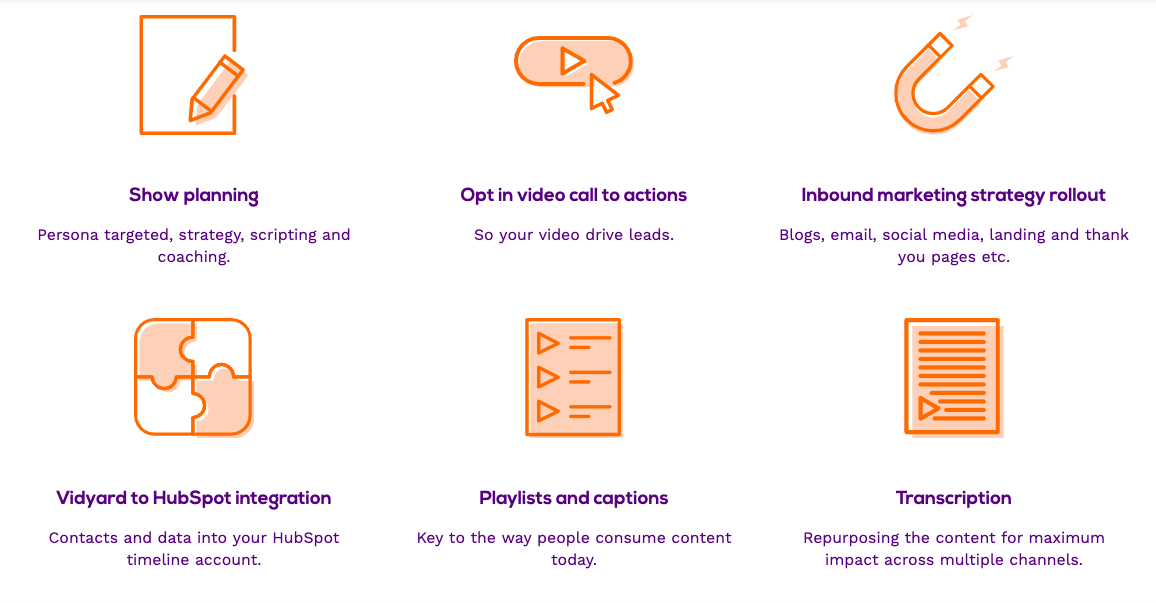 Show planning
Persona targeted, strategy, scripting and
coaching.
Opt in video call to actions
So your video drive leads.
Inbound marketing strategy rollout
Blogs, email, social media, landing and thank
you pages etc.
Vidyard to HubSpot integration
Contacts and data into your HubSpot
timeline account.
Playlists and captions
Key to the way people consume content
today.
Transcription
Repurposing the content for maximum
impact across multiple channels.